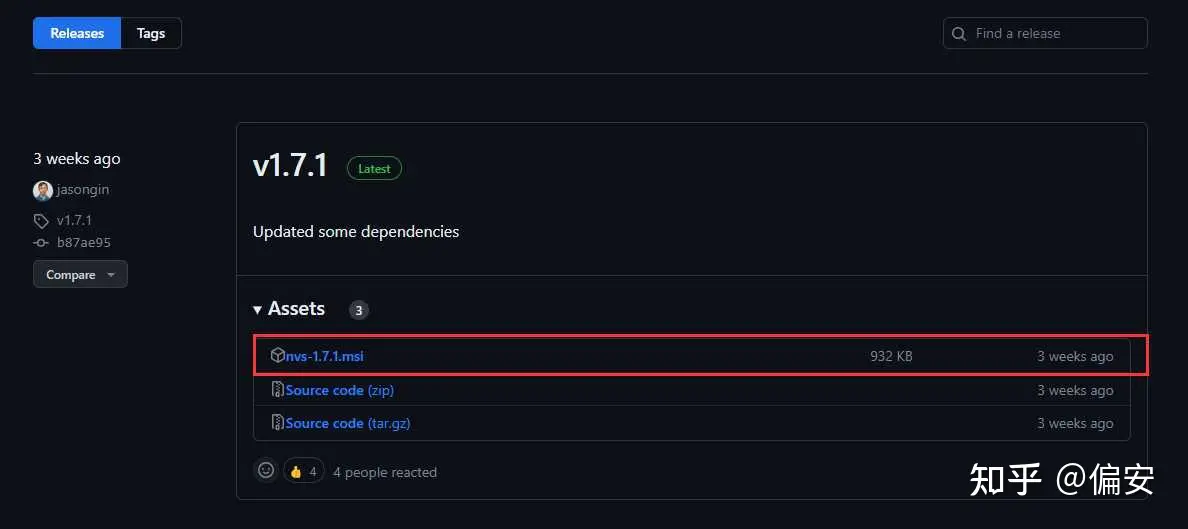 Releases Tags Find a release
3 weeks ago
jasongin
v1.7.1
b87ae95
Compare
v1.7.1 Latest
Updated some dependencies
Assets 3
nvs-1.7.1.msi 932 KB 3 weeks ago
Source code (zip) 3 weeks ago
Source code (tar.gz) 3 weeks ago
4 4 people reacted
知乎 @偏安